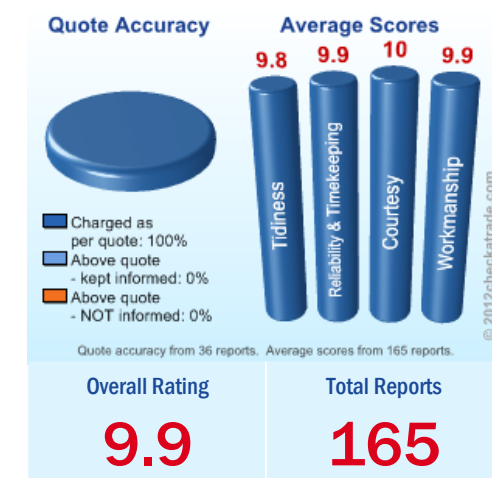 Quote Accuracy
Average Scores
9.8
9.9
10
9.9
Tidiness
Reliability & Timekeeping
Courtesy
Workmanship
Charged as
per quote: 100%
Above quote
- kept informed: 0%
Above quote
- NOT informed: 0%
© 2012checkatrade.com
Quote accuracy from 36 reports. Average scores from 165 reports.
Overall Rating
Total Reports
9.9
165